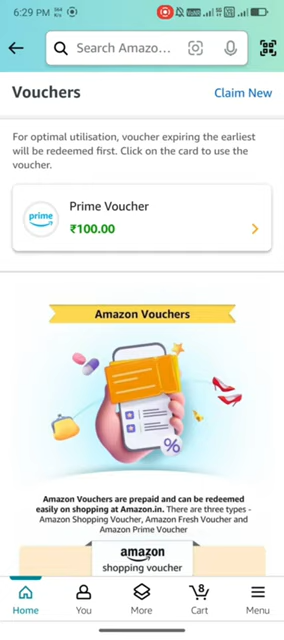 6:29 PM
Search Amazo...
Vouchers
Claim New
For optimal utilisation, voucher expiring the earliest
will be redeemed first. Click on the card to use the
voucher.
prime
Prime Voucher
₹100.00
Amazon Vouchers
%
Amazon Vouchers are prepaid and can be redeemed
easily on shopping at Amazon.in. There are three types -
Amazon Shopping Voucher, Amazon Fresh Voucher and
Amazon Prime Voucher
amazon
shopping voucher
8
Home
You
More
Cart
Menu